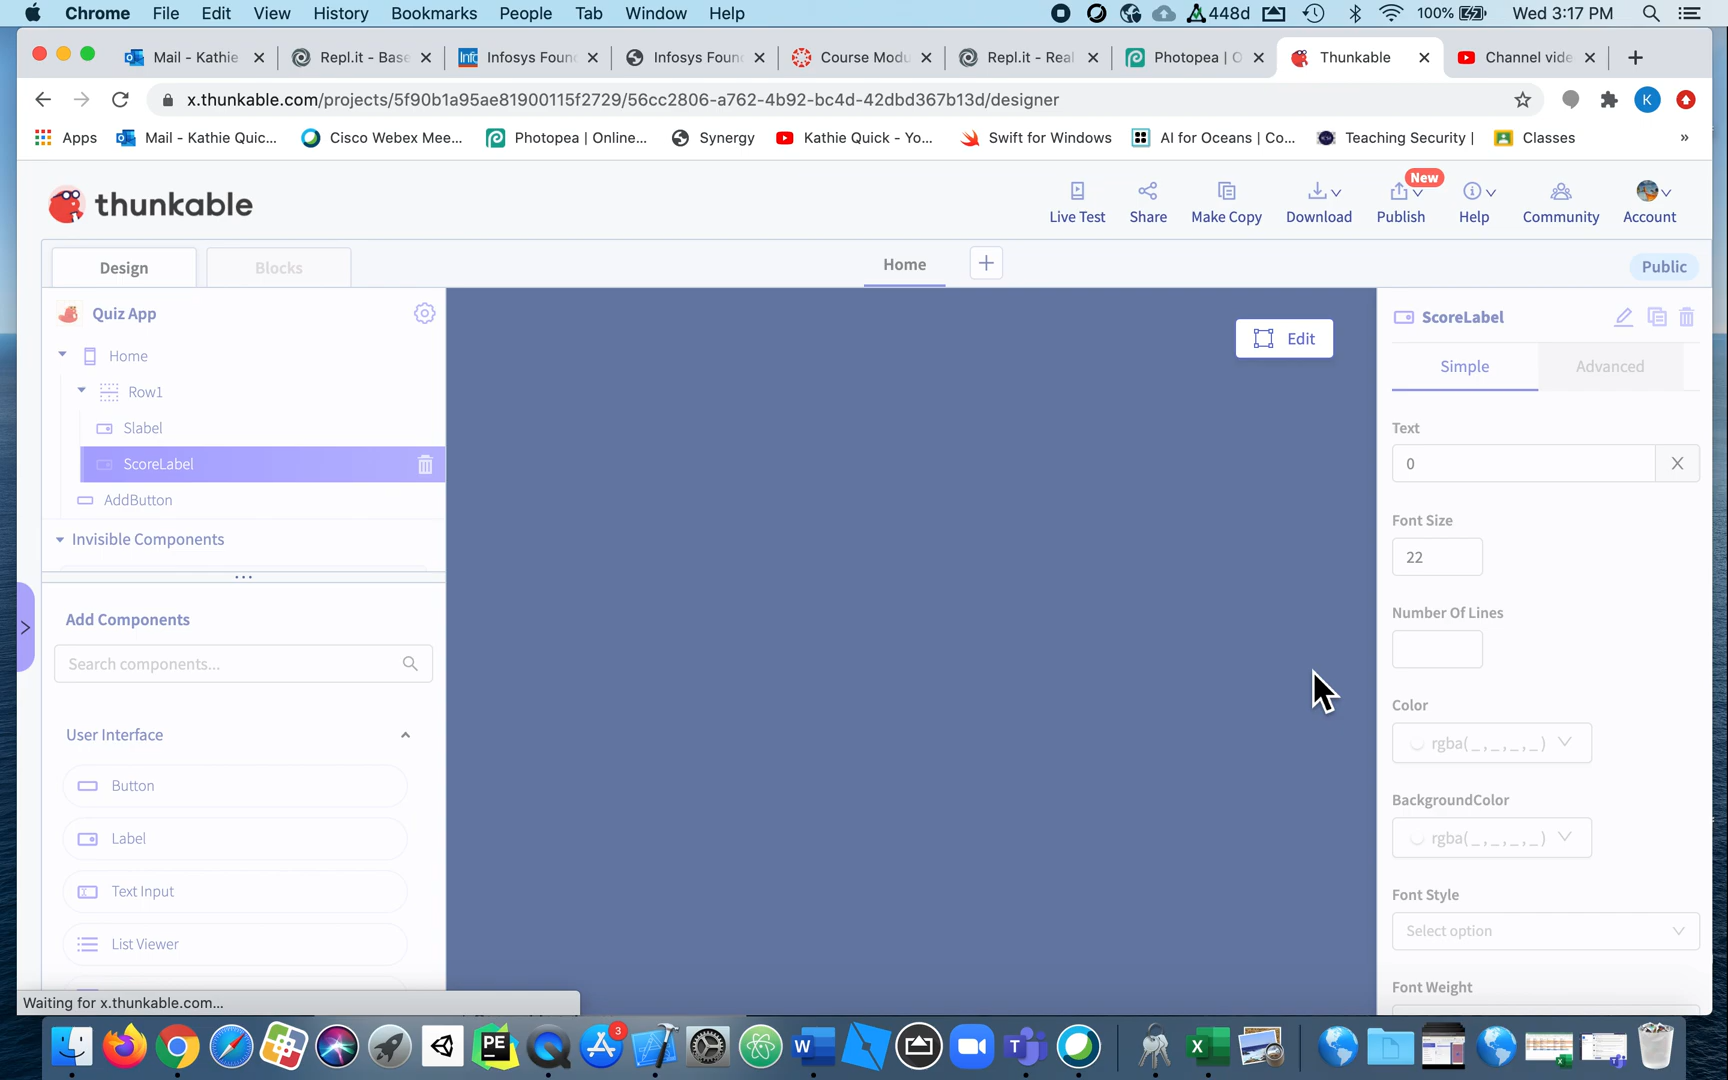 Chrome File Edit View History Bookmarks People Tab Window Help 448d 100% Wed 3:17 PM
Mail - Kathie Repl.it - Base Infosys Foun Infosys Foun Course Modu Repl.it - Real Photopea | O Thunkable Channel vide
x.thunkable.com/projects/5f90b1a95ae81900115f2729/56cc2806-a762-4b92-bc4d-42dbd367b13d/designer K
Apps Mail - Kathie Quic... Cisco Webex Mee... Photopea | Online... Synergy Kathie Quick - Yo... Swift for Windows AI for Oceans | Co... Teaching Security | Classes »
New
thunkable
Live Test Share Make Copy Download Publish Help Community Account
Design Blocks Home + Public
Quiz App
Home
Row1
Slabel
ScoreLabel
AddButton
Invisible Components
Add Components
Search components...
User Interface
Button
Label
Text Input
List Viewer
Waiting for x.thunkable.com...
Edit
ScoreLabel
Simple Advanced
Text
0 X
Font Size
22
Number Of Lines
Color
rgba(_,_,_,_)
BackgroundColor
rgba(_,_,_,_)
Font Style
Select option
Font Weight
PE 3 W T X